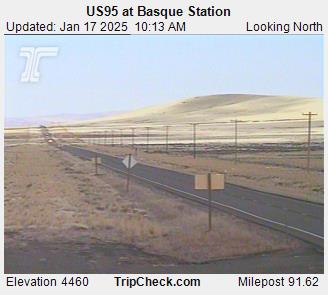 US95 at Basque Station
Updated: Jan 17 2025 10:13 AM Looking North
Elevation 4460 TripCheck.com Milepost 91.62